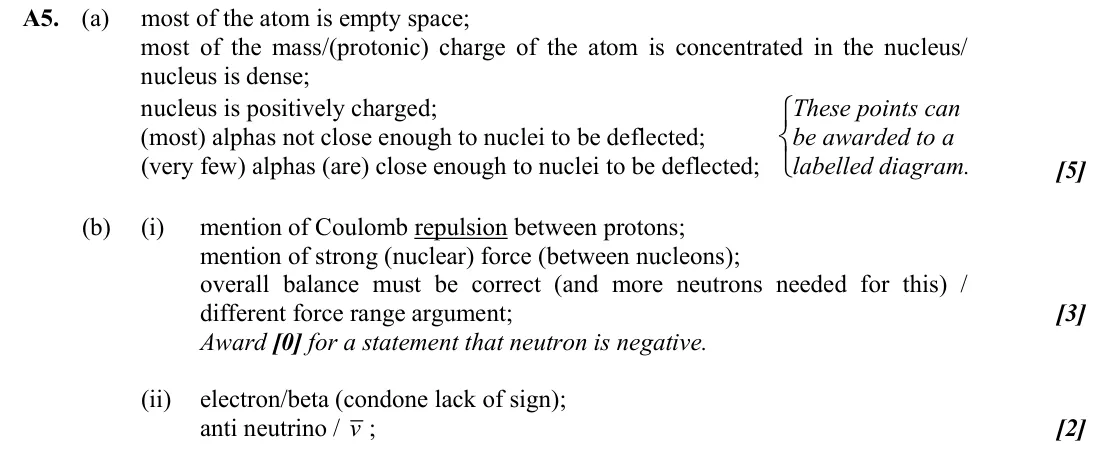 A5. (a) most of the atom is empty space;
most of the mass/(protonic) charge of the atom is concentrated in the nucleus/
nucleus is dense;
nucleus is positively charged;
(most) alphas not close enough to nuclei to be deflected;
(very few) alphas (are) close enough to nuclei to be deflected;
These points can
be awarded to a
labelled diagram.
[5]
(b) (i) mention of Coulomb repulsion between protons;
mention of strong (nuclear) force (between nucleons);
overall balance must be correct (and more neutrons needed for this) /
different force range argument; [3]
Award [0] for a statement that neutron is negative.
(ii) electron/beta (condone lack of sign);
anti neutrino / v̅ ; [2]